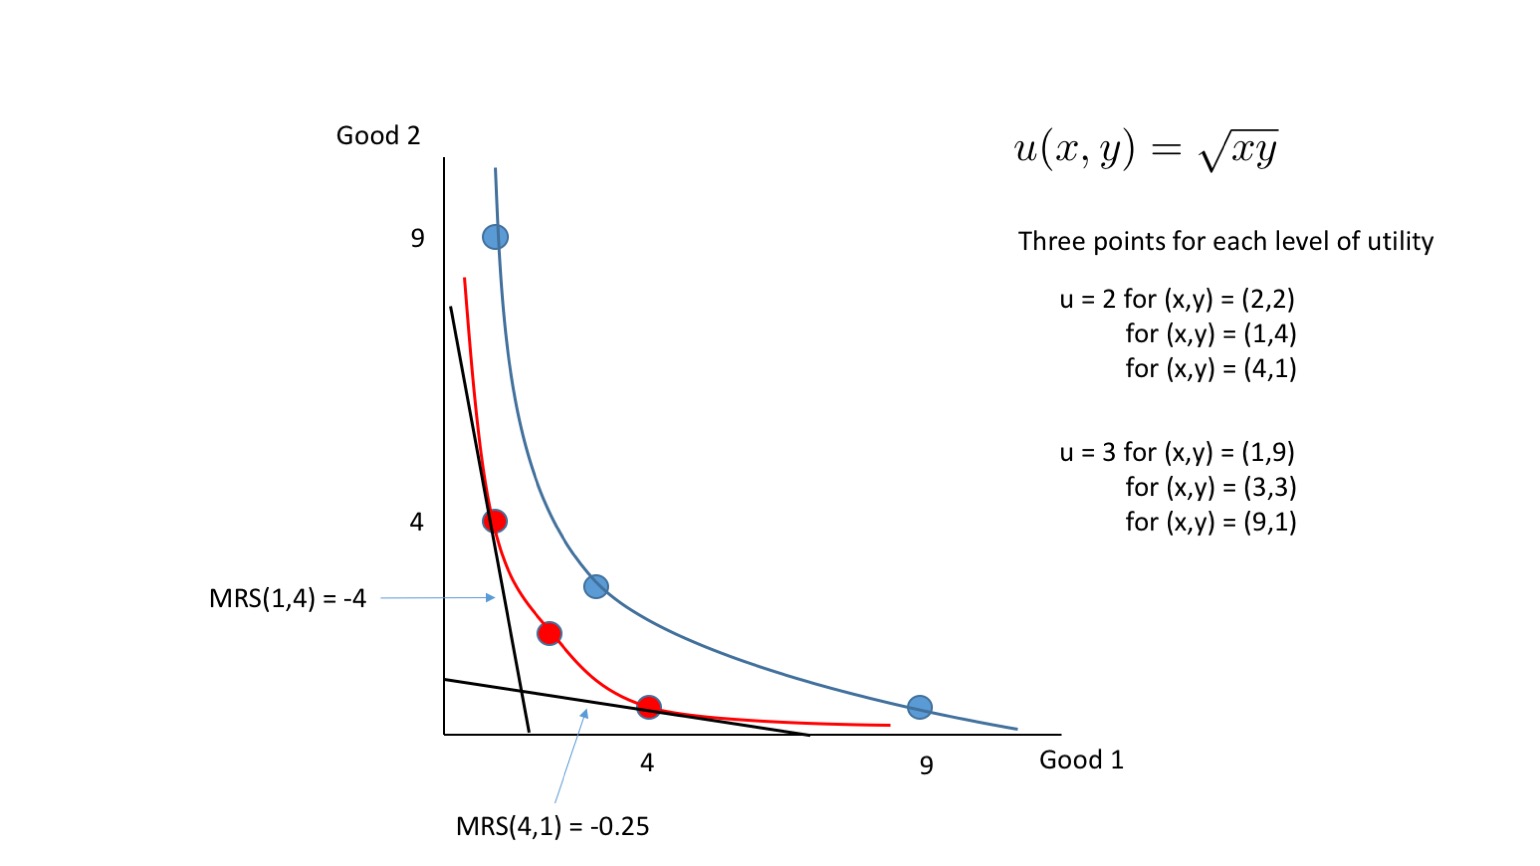 Good 2
u(x, y) = √xy
9
Three points for each level of utility
u = 2 for (x,y) = (2,2)
for (x,y) = (1,4)
for (x,y) = (4,1)
u = 3 for (x,y) = (1,9)
for (x,y) = (3,3)
for (x,y) = (9,1)
4
MRS(1,4) = -4
4
9
Good 1
MRS(4,1) = -0.25